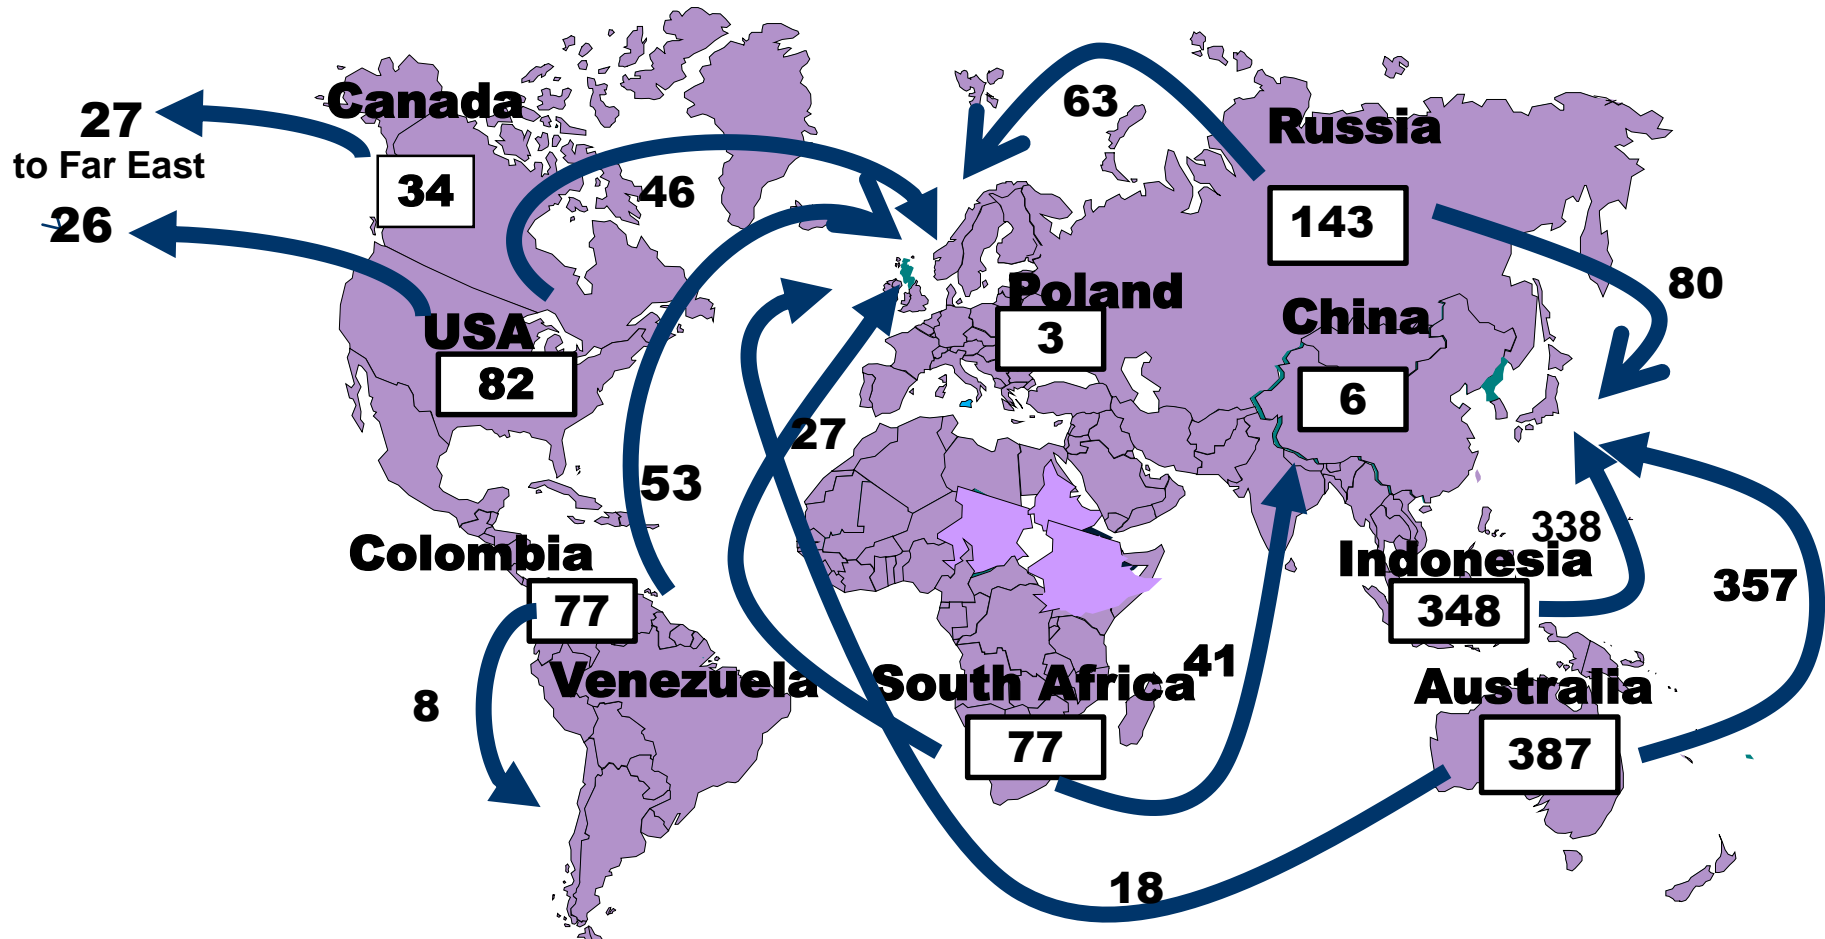 Canada
27
to Far East
63
Russia
34
46
143
26
80
Poland
China
USA
3
82
6
27
53
338
Colombia
Indonesia
357
77
348
41
Venezuela
South Africa
Australia
8
77
387
18